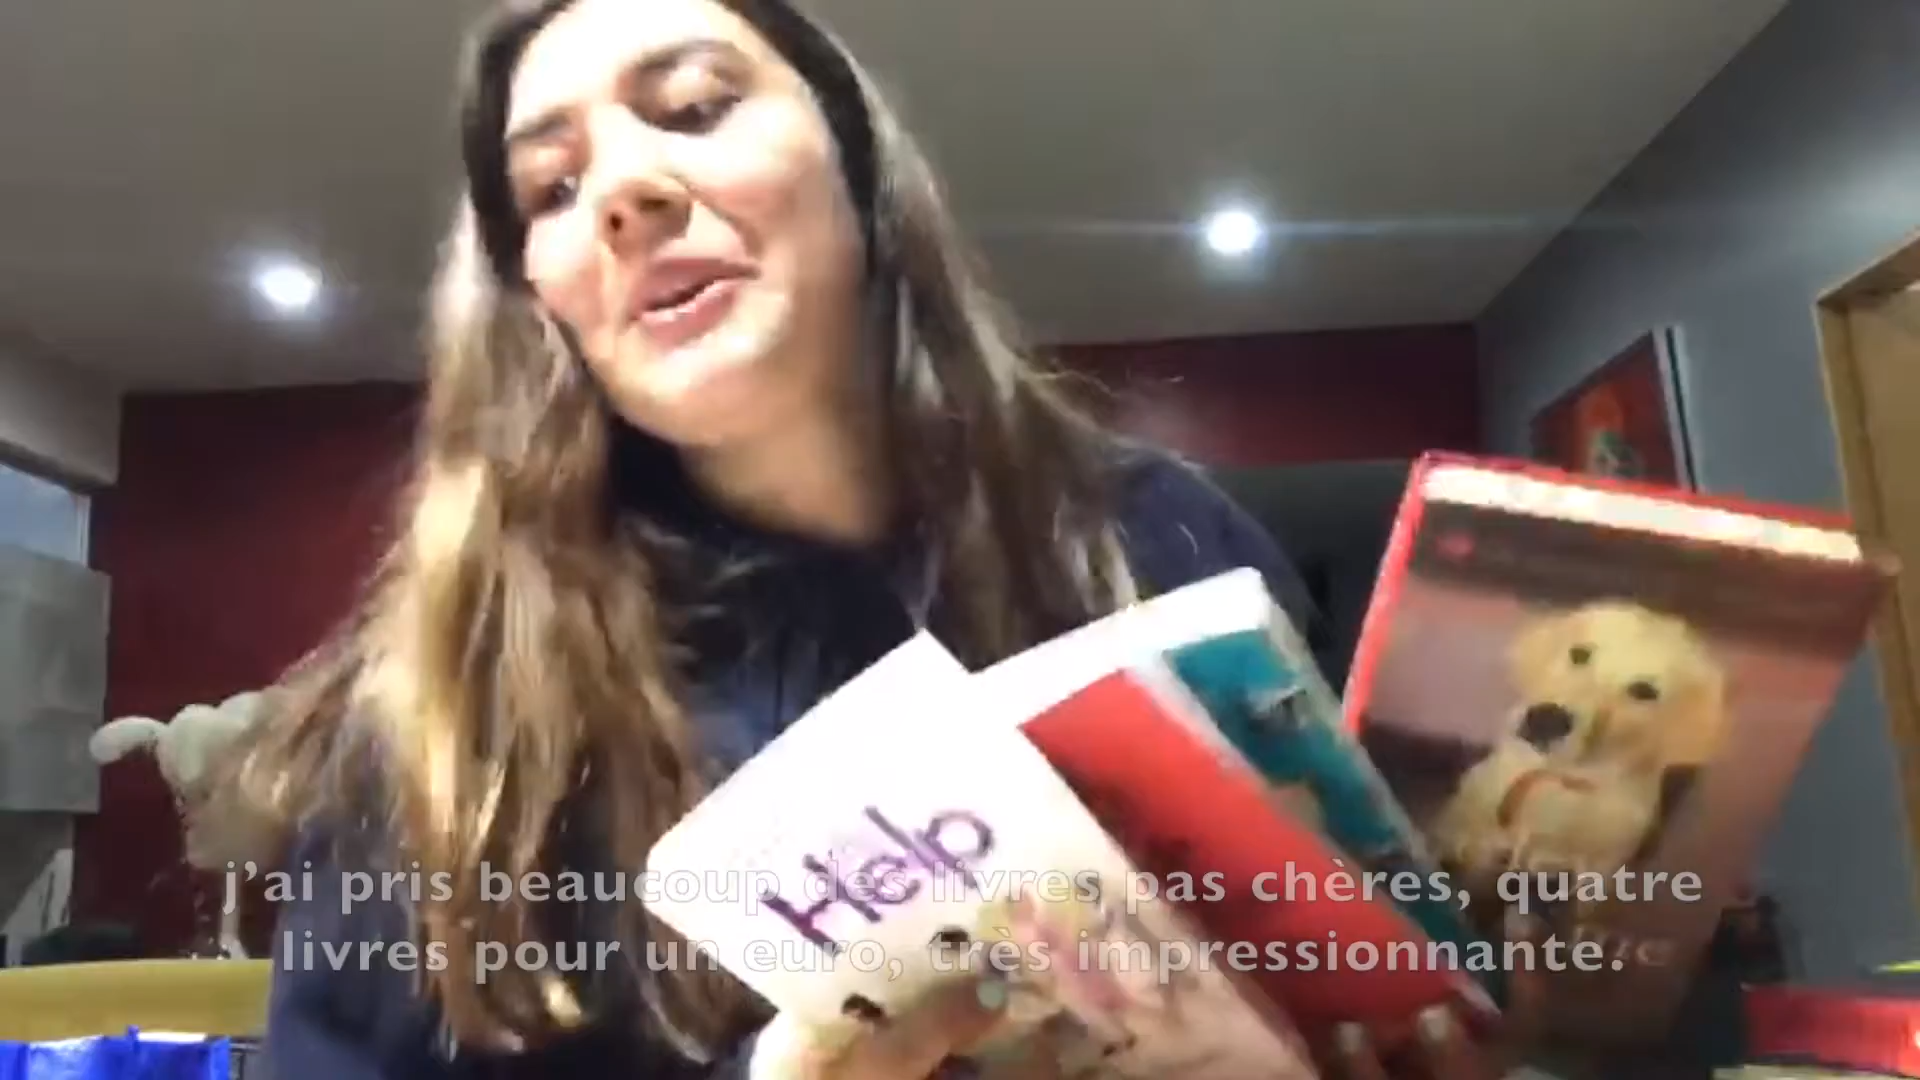 Help
j’ai pris beaucoup des livres pas chères, quatre
livres pour un euro, très impressionnante.